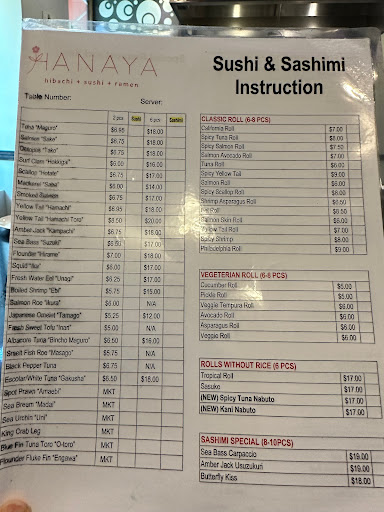 HANAYA
hibachi + sushi + ramen
Sushi & Sashimi
Instruction
Table Number: Server:
2 pcs Sushi 6 pcs Sashimi
Tuna "Maguro" $6.95 $18.00
Salmon "Sake" $6.75 $18.00
Octopus "Tako" $6.75 $18.00
Surf Clam "Hokkigai" $6.00 $16.00
Scallop "Hotate" $6.75 $17.00
Mackerel "Saba" $6.00 $14.00
Smoked Salmon $6.75 $17.00
Yellow Tail "Hamachi" $6.95 $18.00
Yellow Tail "Hamachi Toro" $8.50 $20.00
Amber Jack "Kampachi" $6.75 $18.00
Sea Bass "Suzuki" $6.50 $17.00
Flounder "Hirame" $7.00 $18.00
Squid "Ika" $6.00 $17.00
Fresh Water Eel "Unagi" $6.25 $17.00
Boiled Shrimp "Ebi" $5.75 $15.00
Salmon Roe "Ikura" $6.00 N/A
Japanese Omelet "Tamago" $5.25 $12.00
Fresh Sweet Tofu "Inari" $5.00 N/A
Albacore Tuna "Bincho Maguro" $6.50 $16.00
Smelt Fish Roe "Masago" $5.75 N/A
Black Pepper Tuna $6.75 N/A
Escolar/White Tuna "Gakusha" $6.50 $18.00
Spot Prawn "Amaebi" MKT
Sea Bream "Madai" MKT
Sea Urchin "Uni" MKT
King Crab Leg MKT
Blue Fin Tuna Toro "O-toro" MKT
Flounder Fluke Fin "Engawa" MKT
CLASSIC ROLL (6-8 PCS)
California Roll $7.00
Spicy Tuna Roll $8.00
Spicy Salmon Roll $7.50
Salmon Avocado Roll $7.00
Tuna Roll $6.00
Spicy Yellow Tail $9.00
Salmon Roll $6.00
Spicy Scallop Roll $8.00
Shrimp Asparagus Roll $6.50
Eel Roll
Salmon Skin Roll $6.00
Yellow Tail Roll $7.00
Spicy Shrimp $8.00
Philadelphia Roll $9.00
VEGETERIAN ROLL (6-8 PCS)
Cucumber Roll $5.00
Pickle Roll $5.00
Veggie Tempura Roll $6.00
Avocado Roll $6.00
Asparagus Roll $6.00
Veggie Roll $6.00
ROLLS WITHOUT RICE (6 PCS)
Tropical Roll $17.00
Sasuko $17.00
(NEW) Spicy Tuna Nabuto $17.00
(NEW) Kani Nabuto $17.00
SASHIMI SPECIAL (8-10PCS)
Sea Bass Carpaccio $19.00
Amber Jack Usuzukuri $19.00
Butterfly Kiss $18.00